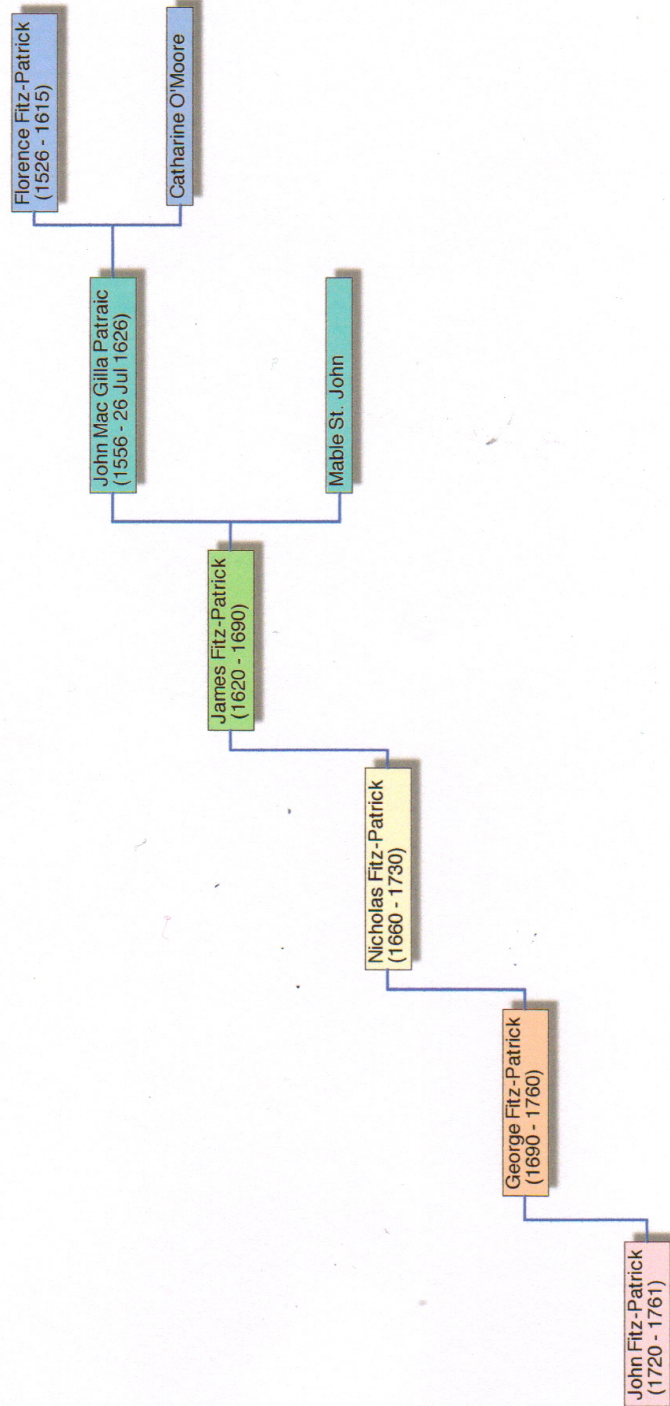 Florence Fitz-Patrick
(1526 - 1615)
Catharine O'Moore
John Mac Gilla Patraic
(1556 - 26 Jul 1626)
Mable St. John
James Fitz-Patrick
(1620 - 1690)
Nicholas Fitz-Patrick
(1660 - 1730)
George Fitz-Patrick
(1690 - 1760)
John Fitz-Patrick
(1720 - 1761)